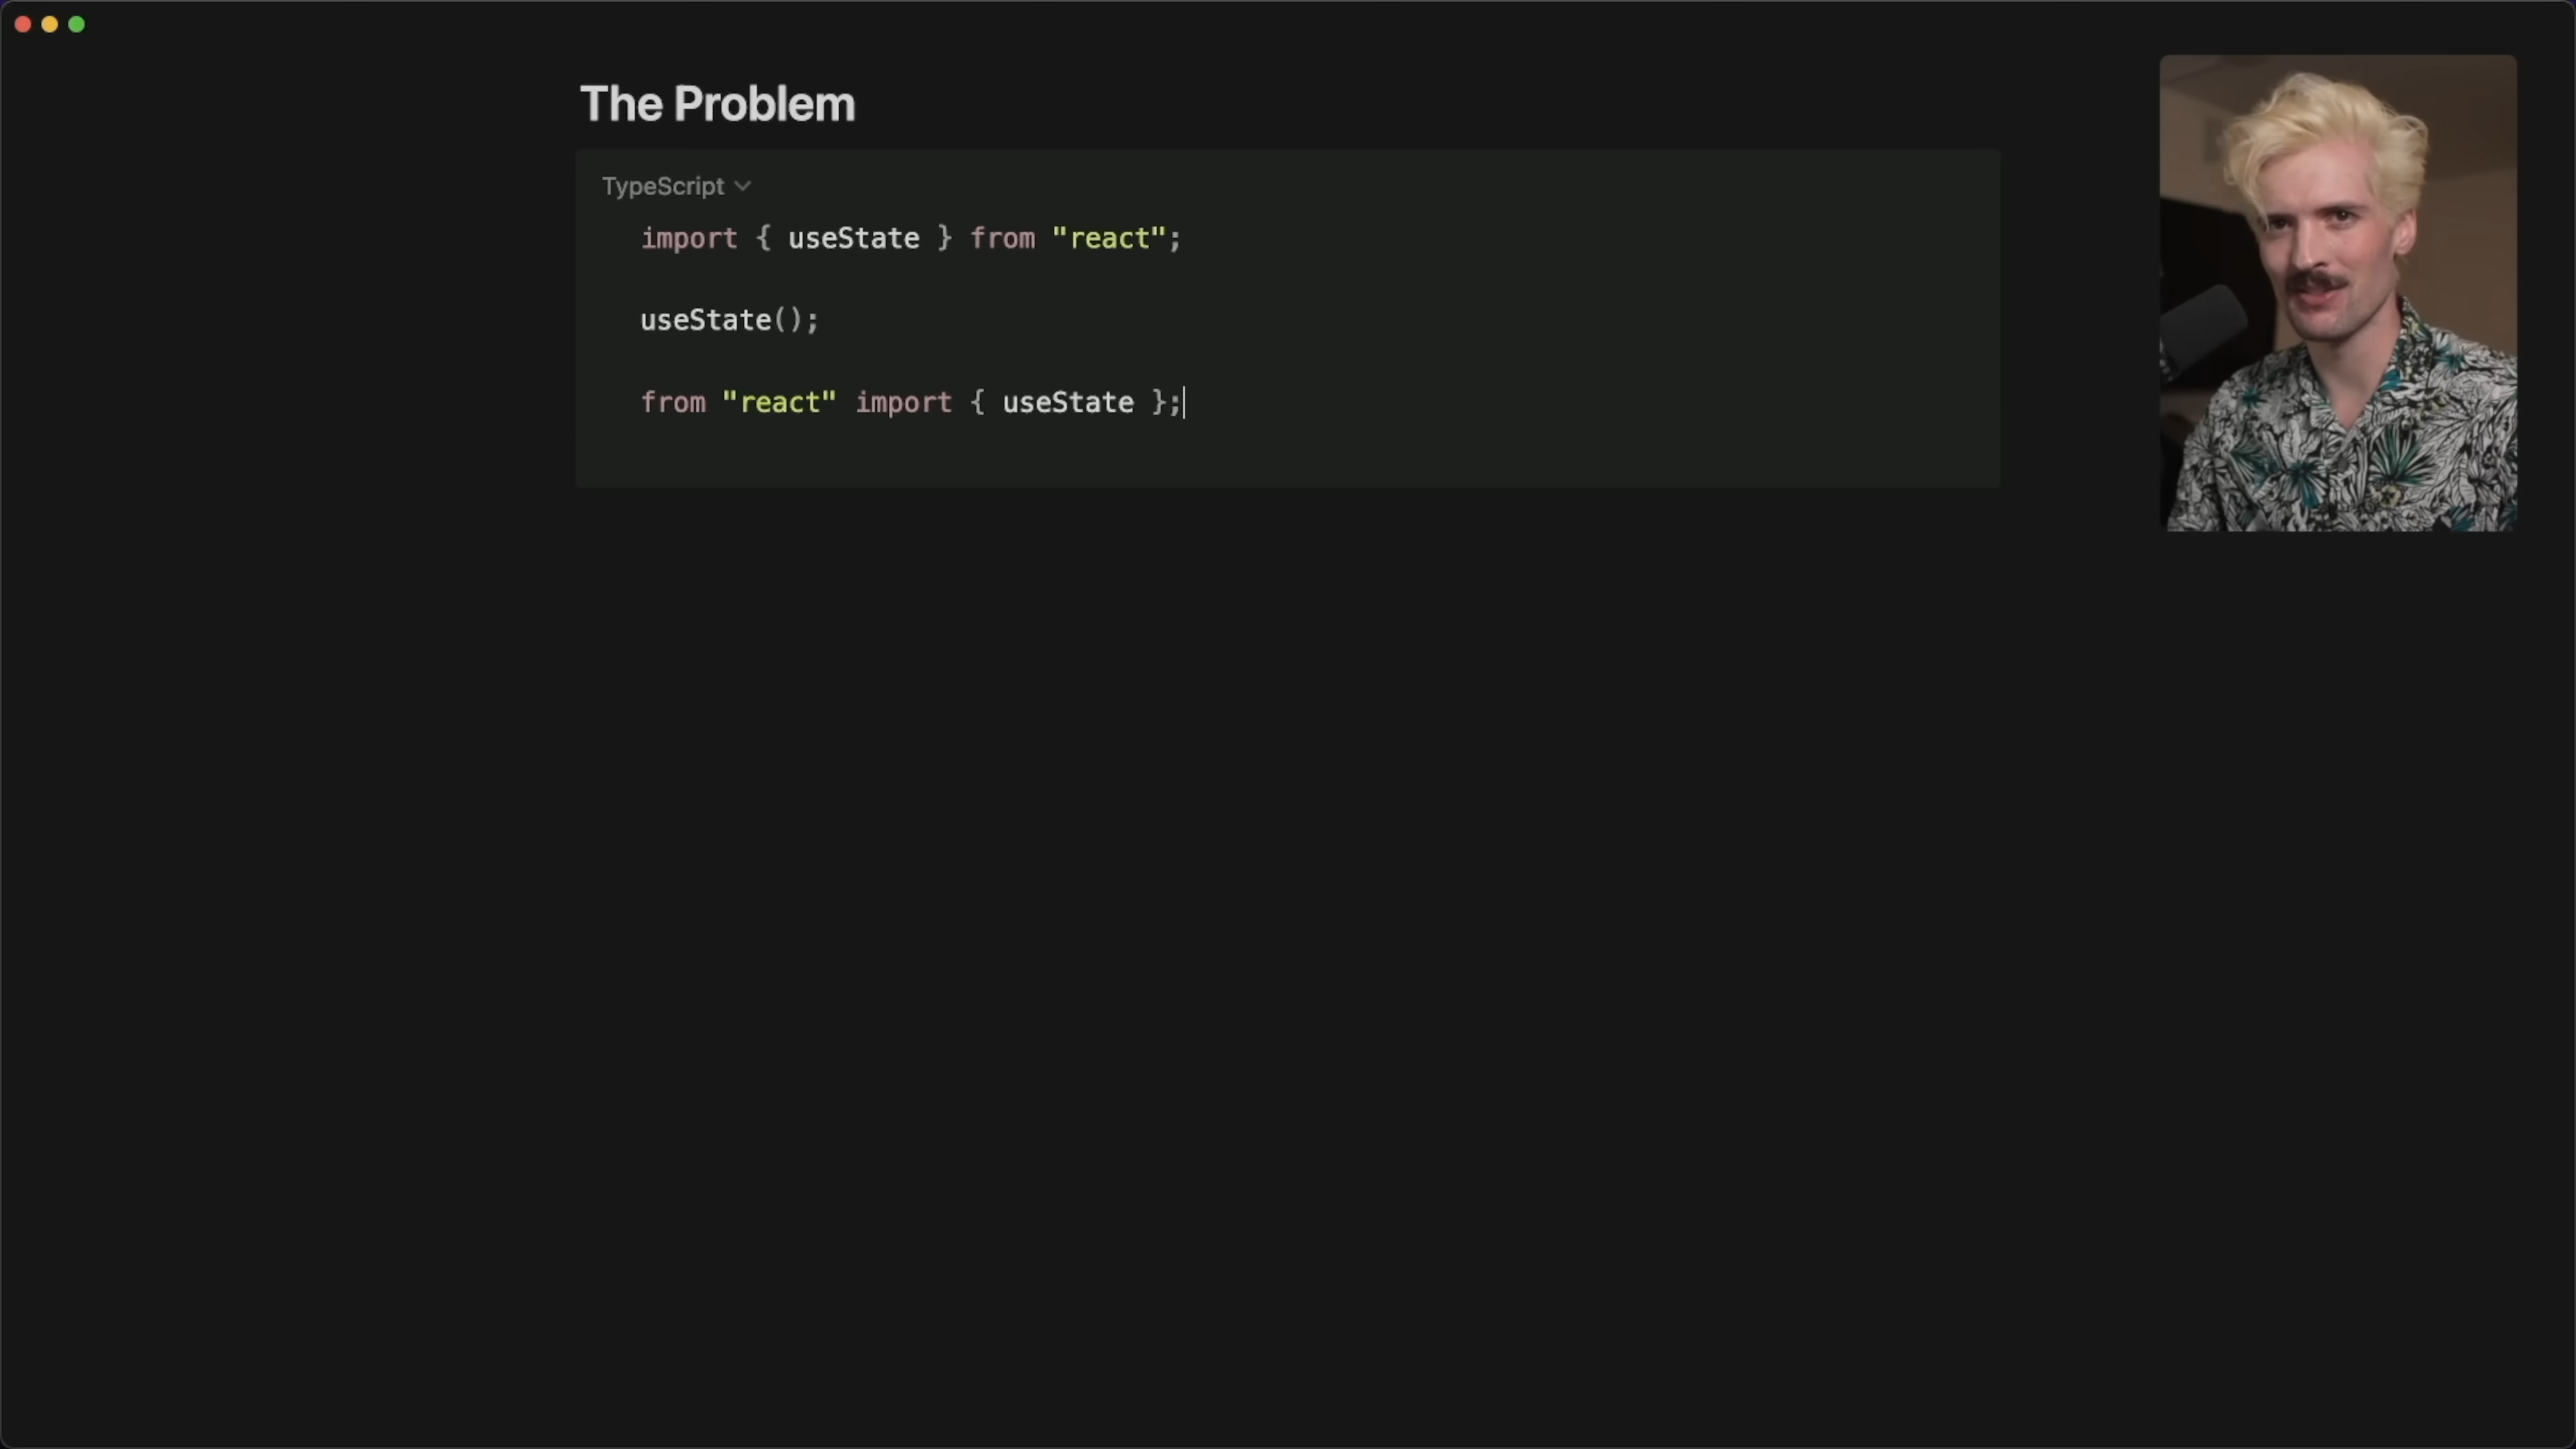 The Problem
TypeScript
import { useState } from "react";
useState();
from "react" import { useState };